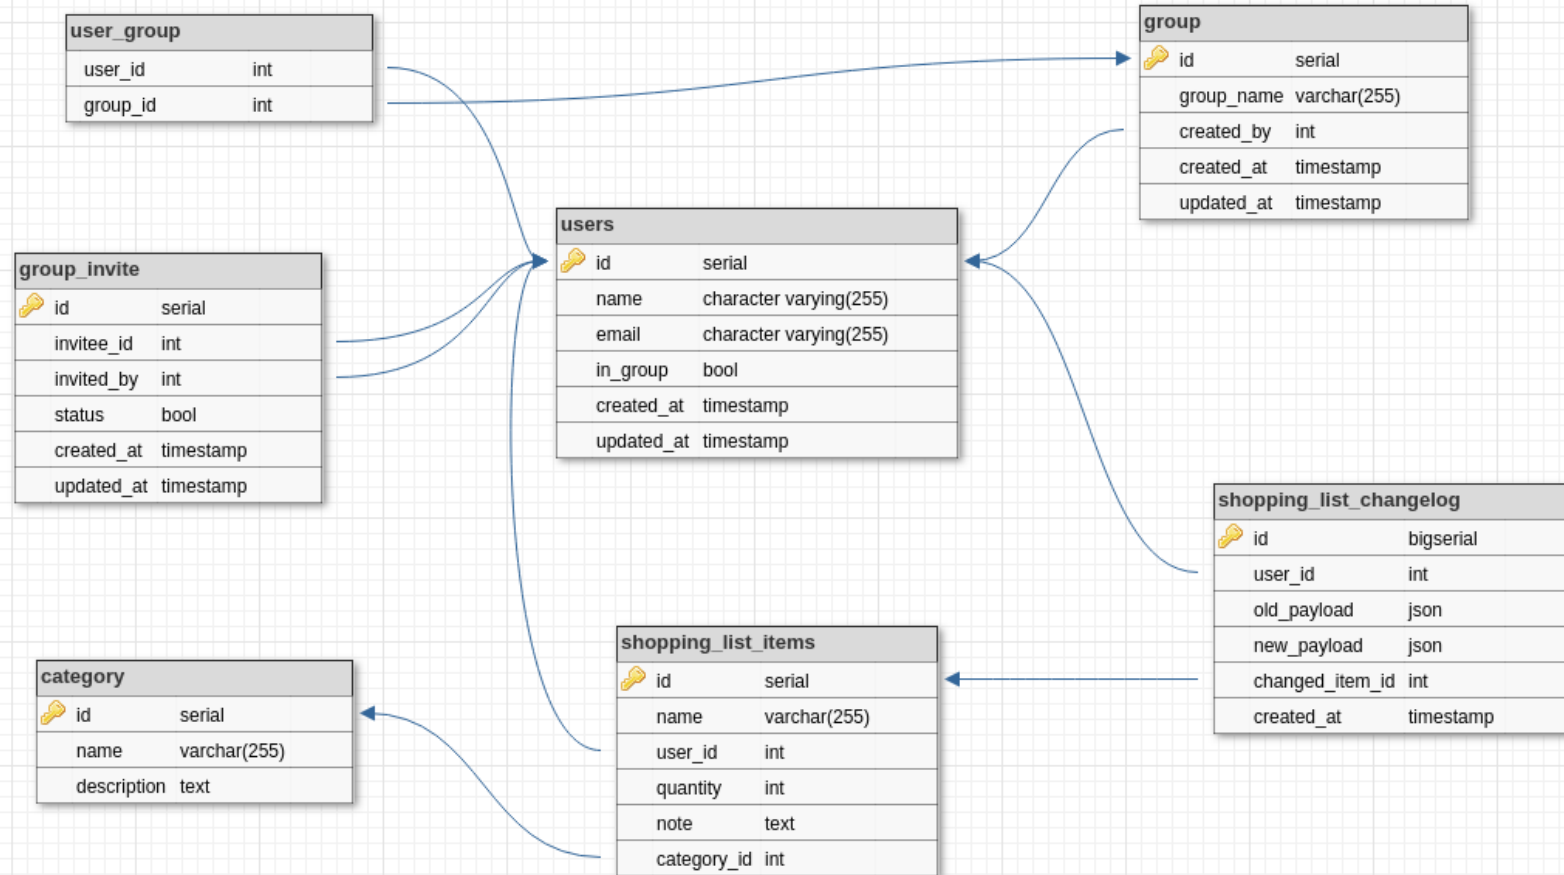 user_group
user_id int
group_id int
group
id serial
group_name varchar(255)
created_by int
created_at timestamp
updated_at timestamp
users
id serial
name character varying(255)
email character varying(255)
in_group bool
created_at timestamp
updated_at timestamp
group_invite
id serial
invitee_id int
invited_by int
status bool
created_at timestamp
updated_at timestamp
shopping_list_changelog
id bigserial
user_id int
old_payload json
new_payload json
changed_item_id int
created_at timestamp
shopping_list_items
id serial
name varchar(255)
user_id int
quantity int
note text
category_id int
category
id serial
name varchar(255)
description text